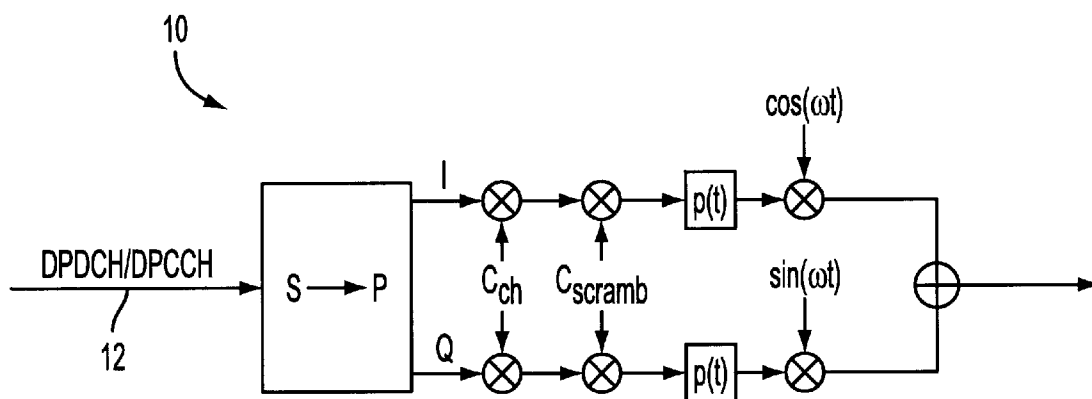 10
cos(ωt)
I
p(t)
DPDCH/DPCCH
S P
C_ch
C_scramb
sin(ωt)
12
Q
p(t)